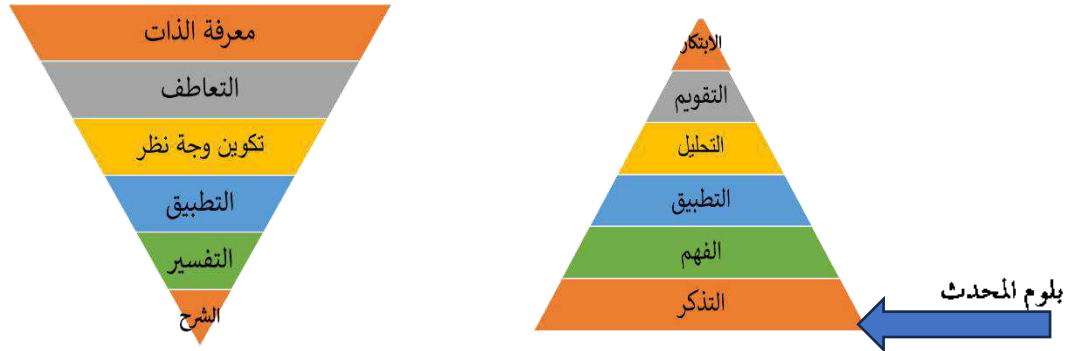 الابتكار
التقويم
التحليل
التطبيق
الفهم
التذكر
بلوم المحدث
معرفة الذات
التعاطف
تكوين وجة نظر
التطبيق
التفسير
الشرح